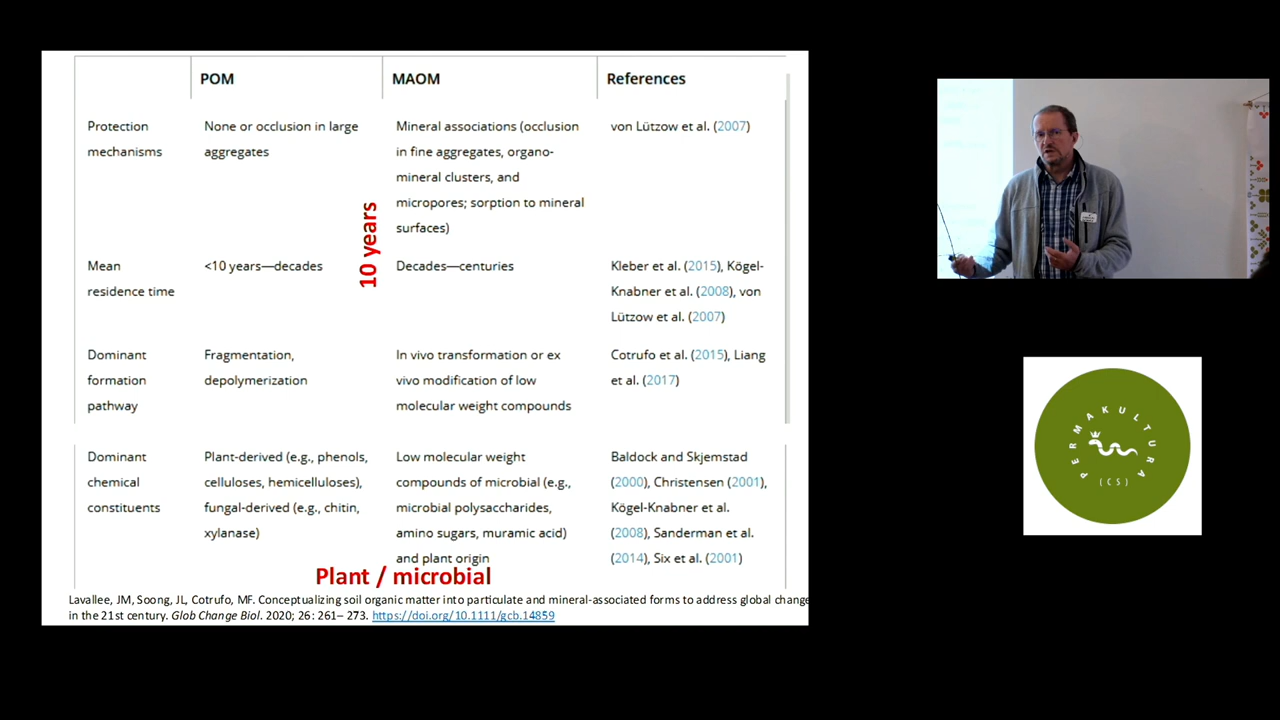 POM MAOM References
Protection None or occlusion in large Mineral associations (occlusion von Lützow et al. (2007)
mechanisms aggregates in fine aggregates, organo-
mineral clusters, and
micropores; sorption to mineral
surfaces)
10 years
Mean <10 years—decades Decades—centuries Kleber et al. (2015), Kögel-
residence time Knabner et al. (2008), von
Lützow et al. (2007)
Dominant Fragmentation, In vivo transformation or ex Cotrufo et al. (2015), Liang
formation depolymerization vivo modification of low et al. (2017)
pathway molecular weight compounds
Dominant Plant-derived (e.g., phenols, Low molecular weight Baldock and Skjemstad
chemical celluloses, hemicelluloses), compounds of microbial (e.g., (2000), Christensen (2001),
constituents fungal-derived (e.g., chitin, microbial polysaccharides, Kögel-Knabner et al.
xylanase) amino sugars, muramic acid) (2008), Sanderman et al.
and plant origin (2014), Six et al. (2001)
Plant / microbial
Lavallee, JM, Soong, JL, Cotrufo, MF. Conceptualizing soil organic matter into particulate and mineral-associated forms to address global change
in the 21st century. Glob Change Biol. 2020; 26: 261– 273. https://doi.org/10.1111/gcb.14859
PERMAKULTURA
(CS)